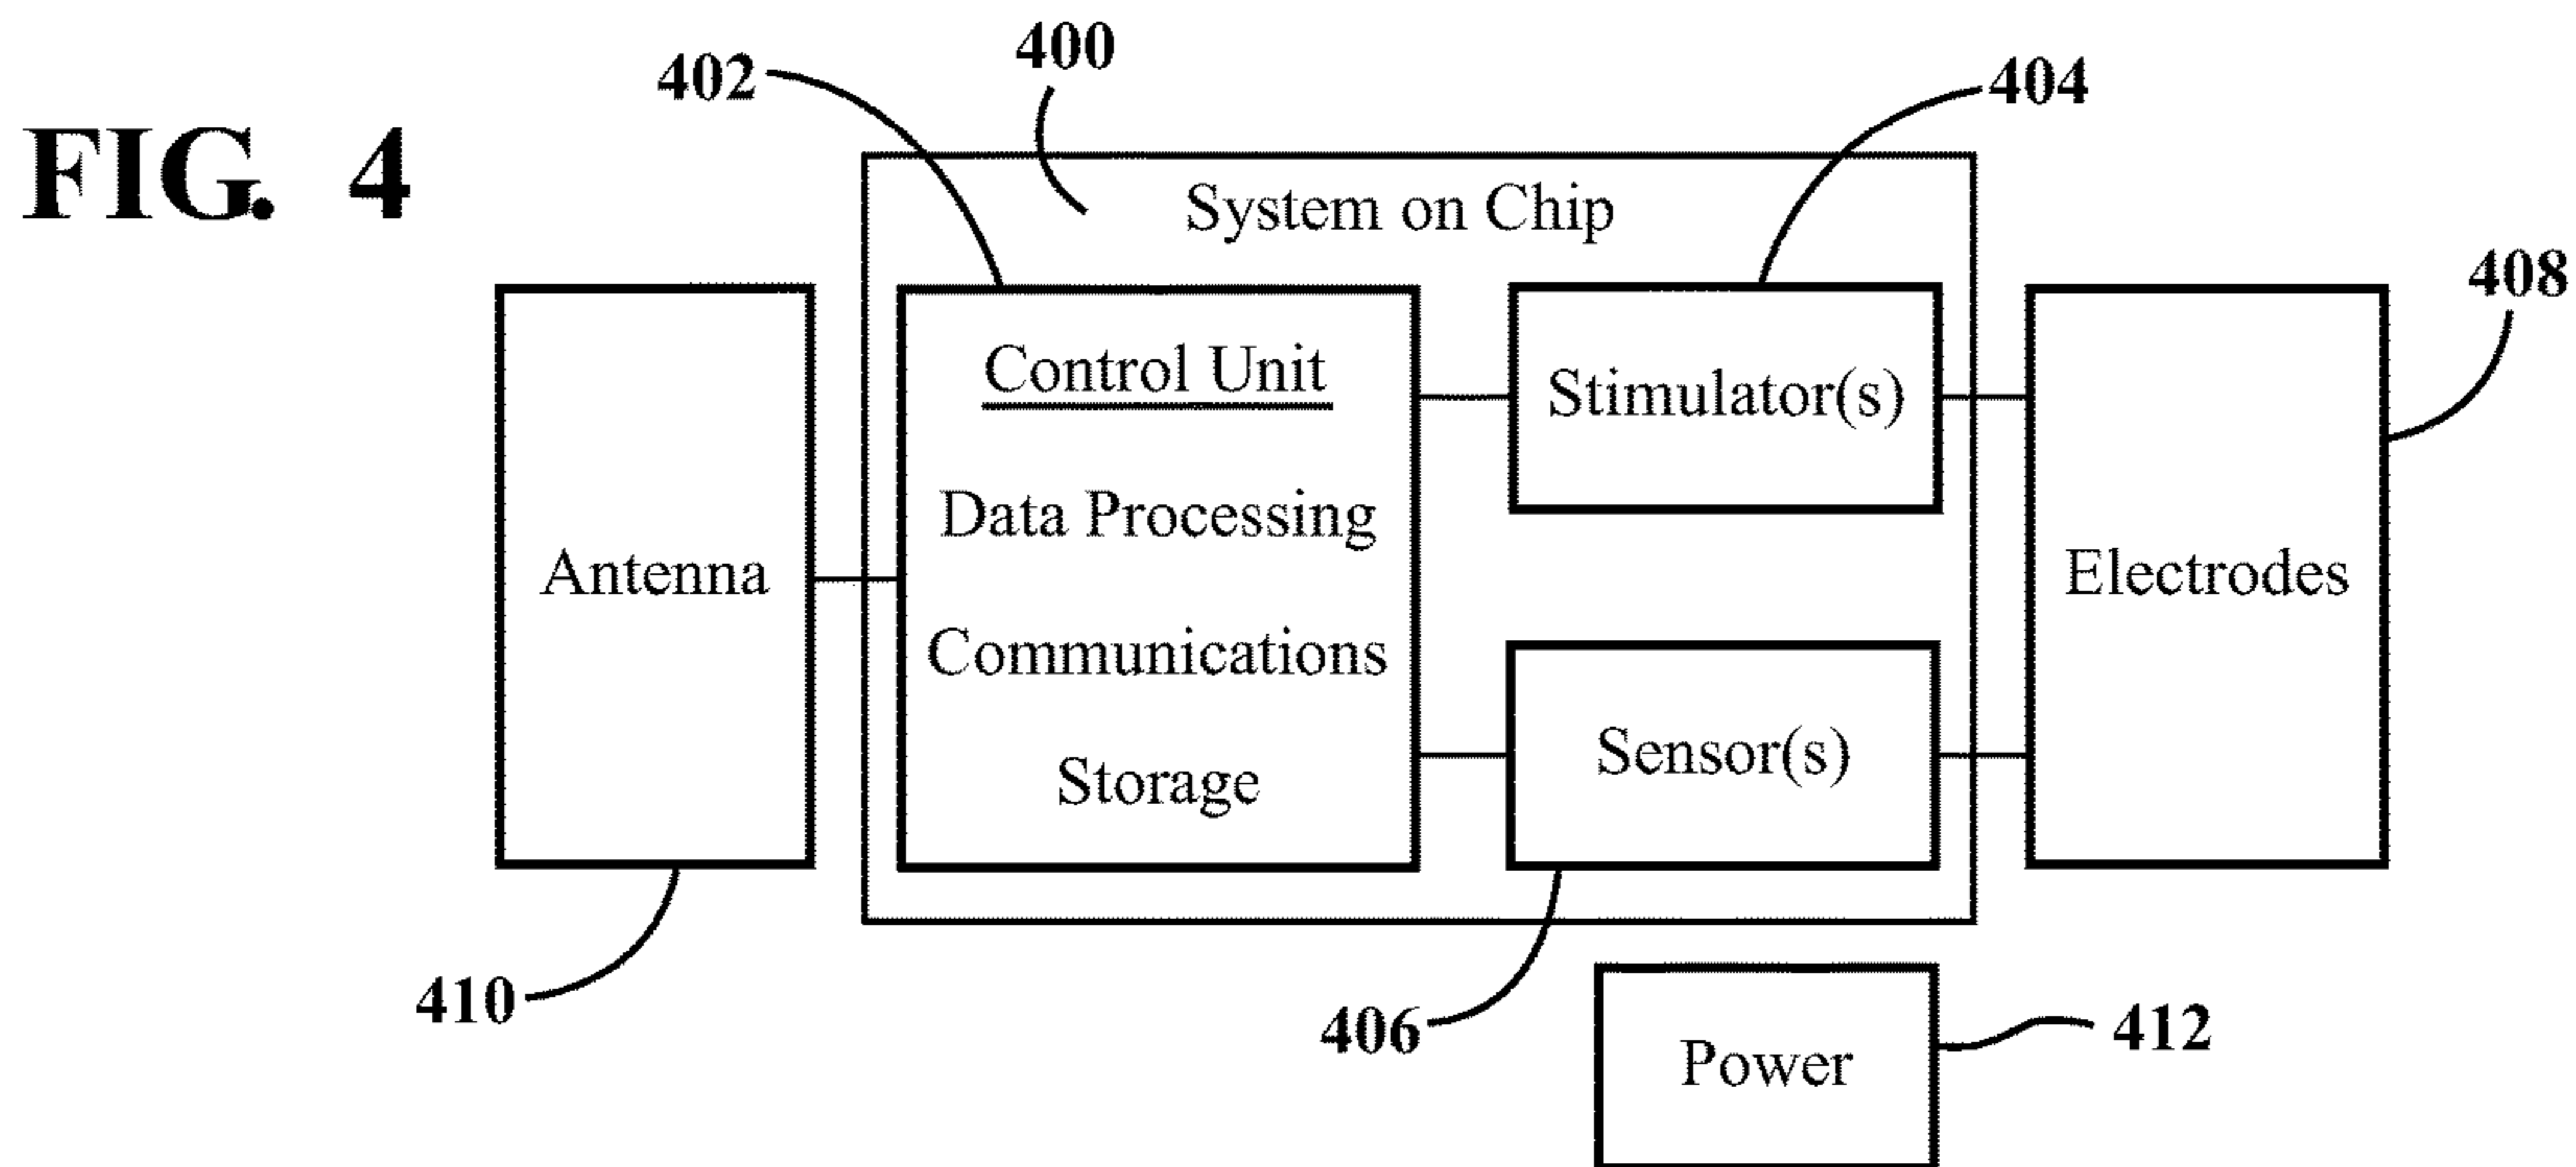 FIG. 4
400
402
404
System on Chip
408
Control Unit
Data Processing
Communications
Storage
Stimulator(s)
Sensor(s)
Antenna
Electrodes
410
406
Power
412